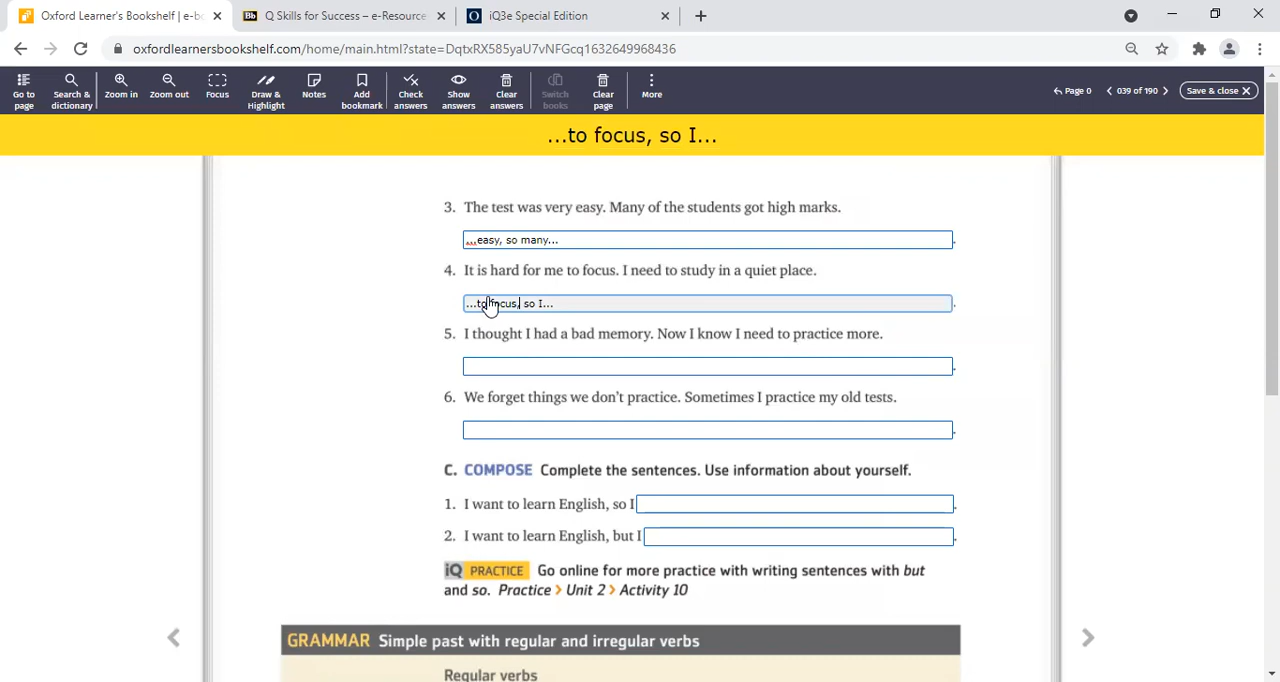 Oxford Learner's Bookshelf | e-bo
Q Skills for Success – e-Resource
iQ3e Special Edition
oxfordlearnersbookshelf.com/home/main.html?state=DqtxRX585yaU7vNFGcq1632649968436
Go to page
Search & dictionary
Zoom in
Zoom out
Focus
Draw & Highlight
Notes
Add bookmark
Check answers
Show answers
Clear answers
Switch books
Clear page
More
Page 0
039 of 190
Save & close
...to focus, so I...
3. The test was very easy. Many of the students got high marks.
...easy, so many...
4. It is hard for me to focus. I need to study in a quiet place.
...to focus, so I...
5. I thought I had a bad memory. Now I know I need to practice more.
6. We forget things we don't practice. Sometimes I practice my old tests.
C. COMPOSE Complete the sentences. Use information about yourself.
1. I want to learn English, so I
2. I want to learn English, but I
iQ PRACTICE Go online for more practice with writing sentences with but
and so. Practice > Unit 2 > Activity 10
GRAMMAR Simple past with regular and irregular verbs
Regular verbs